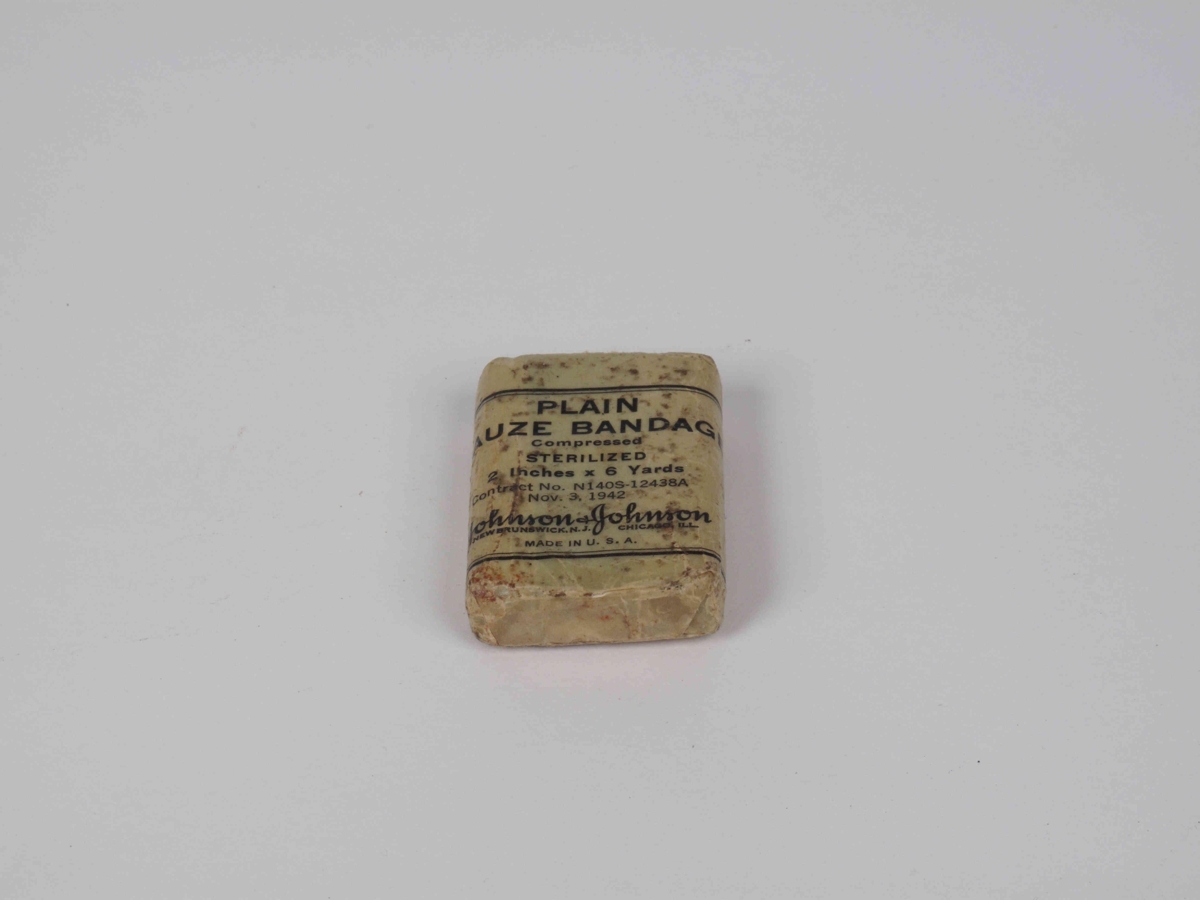 PLAIN
AUZE BANDAG
Compressed
STERILIZED
2 Inches x 6 Yards
Contract No. N140S-12438A
Nov. 3, 1942
Johnson & Johnson
NEW BRUNSWICK, N.J. CHICAGO, ILL.
MADE IN U. S. A.